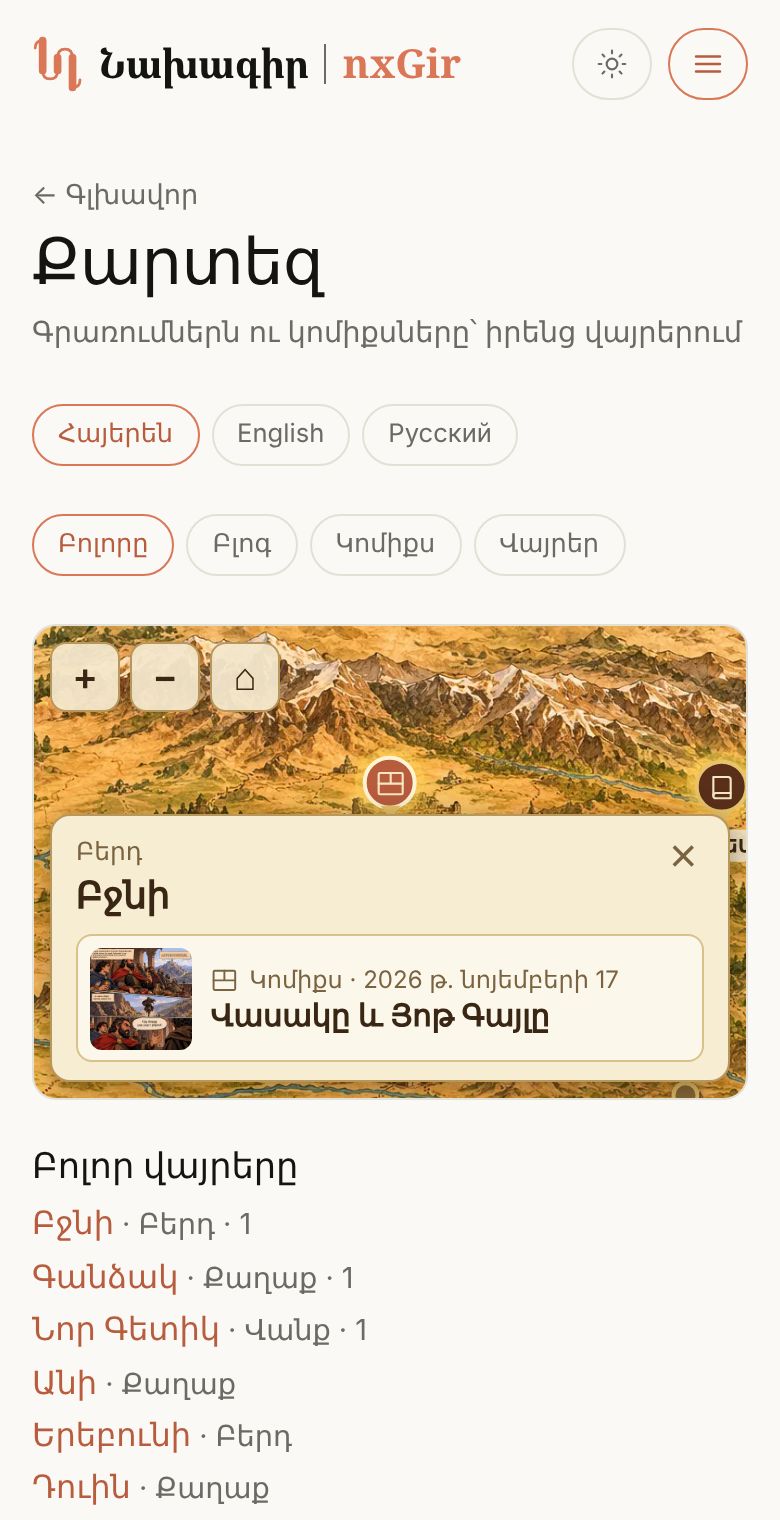 Նախագիր | nxGir
← Գլխավոր
Քարտեզ
Գրառումներն ու կոմիքսները՝ իրենց վայրերում
Հայերեն English Русский
Բոլորը Բլոգ Կոմիքս Վայրեր
+ − ⌂
Բերդ
Բջնի
Կոմիքս · 2026 թ. նոյեմբերի 17
Վասակը և Յոթ Գայլը
Բոլոր վայրերը
Բջնի · Բերդ · 1
Գանձակ · Քաղաք · 1
Նոր Գետիկ · Վանք · 1
Անի · Քաղաք
Երեբունի · Բերդ
Դուին · Քաղաք